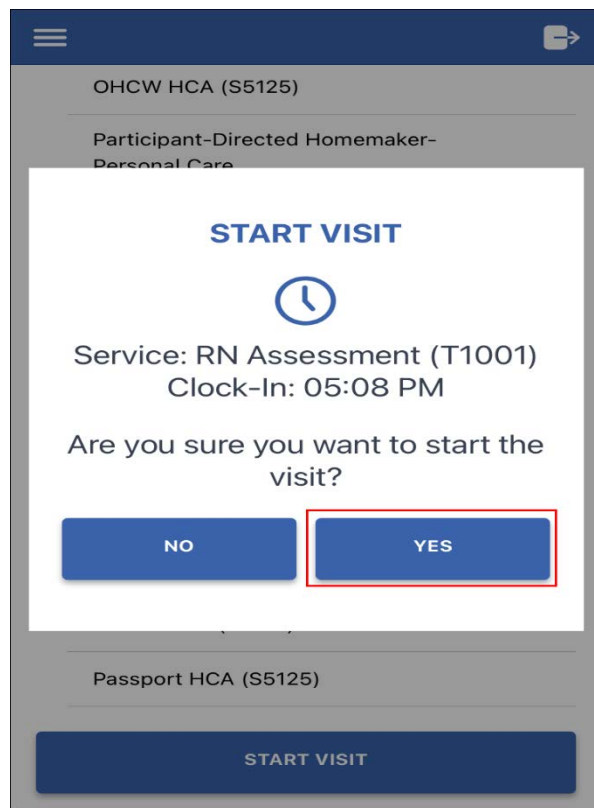 OHCW HCA (S5125)
Participant-Directed Homemaker-
Personal Care
START VISIT
Service: RN Assessment (T1001)
Clock-In: 05:08 PM
Are you sure you want to start the
visit?
NO
YES
Passport HCA (S5125)
START VISIT